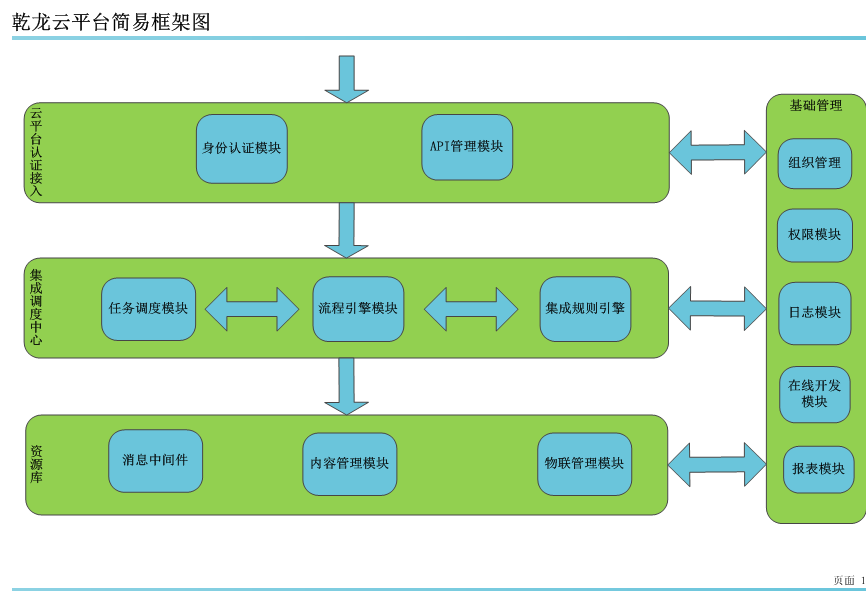 乾龙云平台简易框架图
云平台认证接入
身份认证模块
API管理模块
集成调度中心
任务调度模块
流程引擎模块
集成规则引擎
资源库
消息中间件
内容管理模块
物联管理模块
基础管理
组织管理
权限模块
日志模块
在线开发
模块
报表模块
页面 1